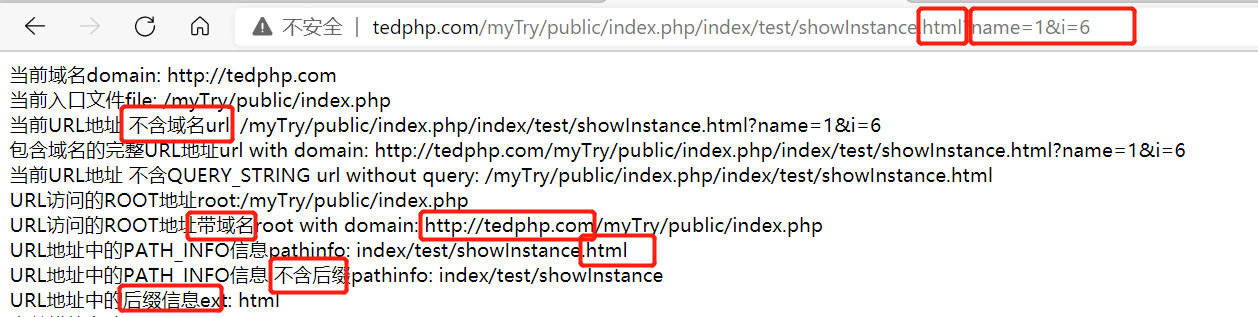 不安全 | tedphp.com/myTry/public/index.php/index/test/showInstance.html?name=1&i=6
当前域名domain: http://tedphp.com
当前入口文件file: /myTry/public/index.php
当前URL地址 不含域名url: /myTry/public/index.php/index/test/showInstance.html?name=1&i=6
包含域名的完整URL地址url with domain: http://tedphp.com/myTry/public/index.php/index/test/showInstance.html?name=1&i=6
当前URL地址 不含QUERY_STRING url without query: /myTry/public/index.php/index/test/showInstance.html
URL访问的ROOT地址root:/myTry/public/index.php
URL访问的ROOT地址带域名root with domain: http://tedphp.com/myTry/public/index.php
URL地址中的PATH_INFO信息pathinfo: index/test/showInstance.html
URL地址中的PATH_INFO信息 不含后缀pathinfo: index/test/showInstance
URL地址中的后缀信息ext: html